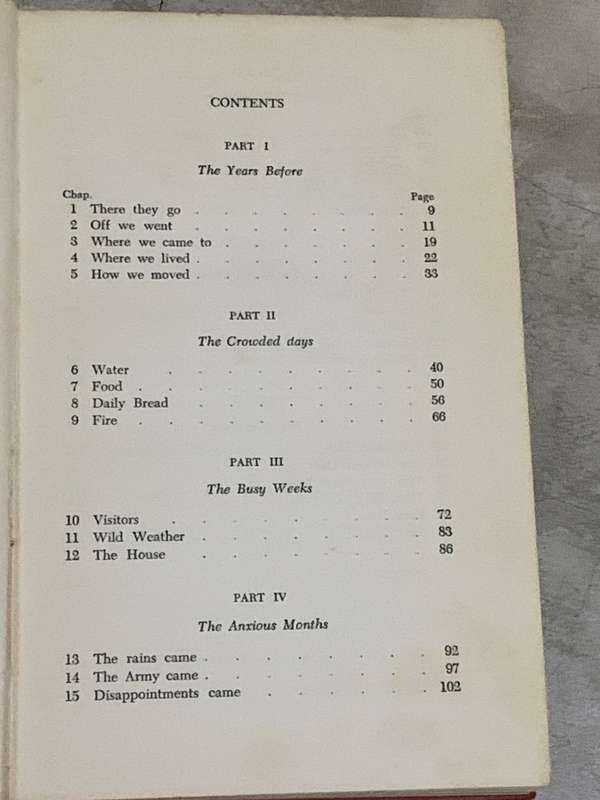 CONTENTS
PART I
The Years Before
Chap. Page
1 There they go . . . . . . . . 9
2 Off we went . . . . . . . . 11
3 Where we came to . . . . . . . 19
4 Where we lived . . . . . . . . 22
5 How we moved . . . . . . . . 33
PART II
The Crowded days
6 Water . . . . . . . . . 40
7 Food . . . . . . . . . . 50
8 Daily Bread . . . . . . . . 56
9 Fire . . . . . . . . . . 66
PART III
The Busy Weeks
10 Visitors . . . . . . . . . 72
11 Wild Weather . . . . . . . . 83
12 The House . . . . . . . . 86
PART IV
The Anxious Months
13 The rains came . . . . . . . . 92
14 The Army came . . . . . . . . 97
15 Disappointments came . . . . . . 102